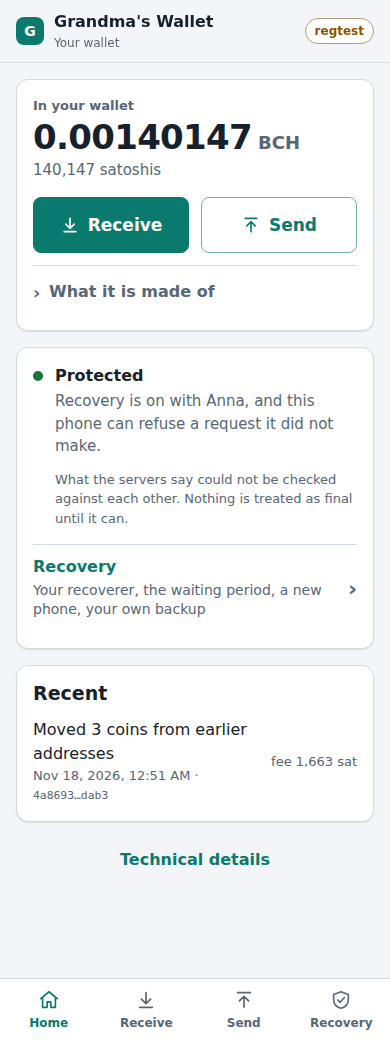 G
Grandma's Wallet
Your wallet
regtest
In your wallet
0.00140147 BCH
140,147 satoshis
Receive
Send
› What it is made of
Protected
Recovery is on with Anna, and this
phone can refuse a request it did not
make.
What the servers say could not be checked
against each other. Nothing is treated as final
until it can.
Recovery
Your recoverer, the waiting period, a new
phone, your own backup
›
Recent
Moved 3 coins from earlier
addresses
Nov 18, 2026, 12:51 AM ·
4a8693…dab3
fee 1,663 sat
Technical details
Home
Receive
Send
Recovery